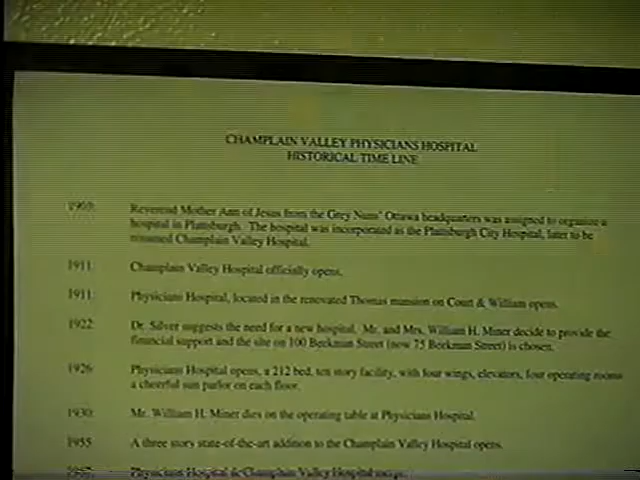 CHAMPLAIN VALLEY PHYSICIANS HOSPITAL
HISTORICAL TIME LINE
Reverend Mother Ann of Jesus from the Grey Nuns' Ottawa headquarters was assigned to organize a
hospital in Plattsburgh. The hospital was incorporated as the Plattsburgh City Hospital, later to be
renamed Champlain Valley Hospital.
1911: Champlain Valley Hospital officially opens.
1911: Physicians Hospital, located in the renovated Thomas mansion on Court & William opens.
1922: Dr. Silver suggests the need for a new hospital. Mr. and Mrs. William H. Miner decide to provide the
financial support and the site on 100 Beekman Street (now 75 Beekman Street) is chosen.
1926: Physicians Hospital opens, a 212 bed, ten story facility, with four wings, elevators, four operating rooms
a cheerful sun parlor on each floor.
1930: Mr. William H. Miner dies on the operating table at Physicians Hospital.
1955: A three story state-of-the-art addition to the Champlain Valley Hospital opens.
Physicians Hospital & Champlain Valley Hospital merge.